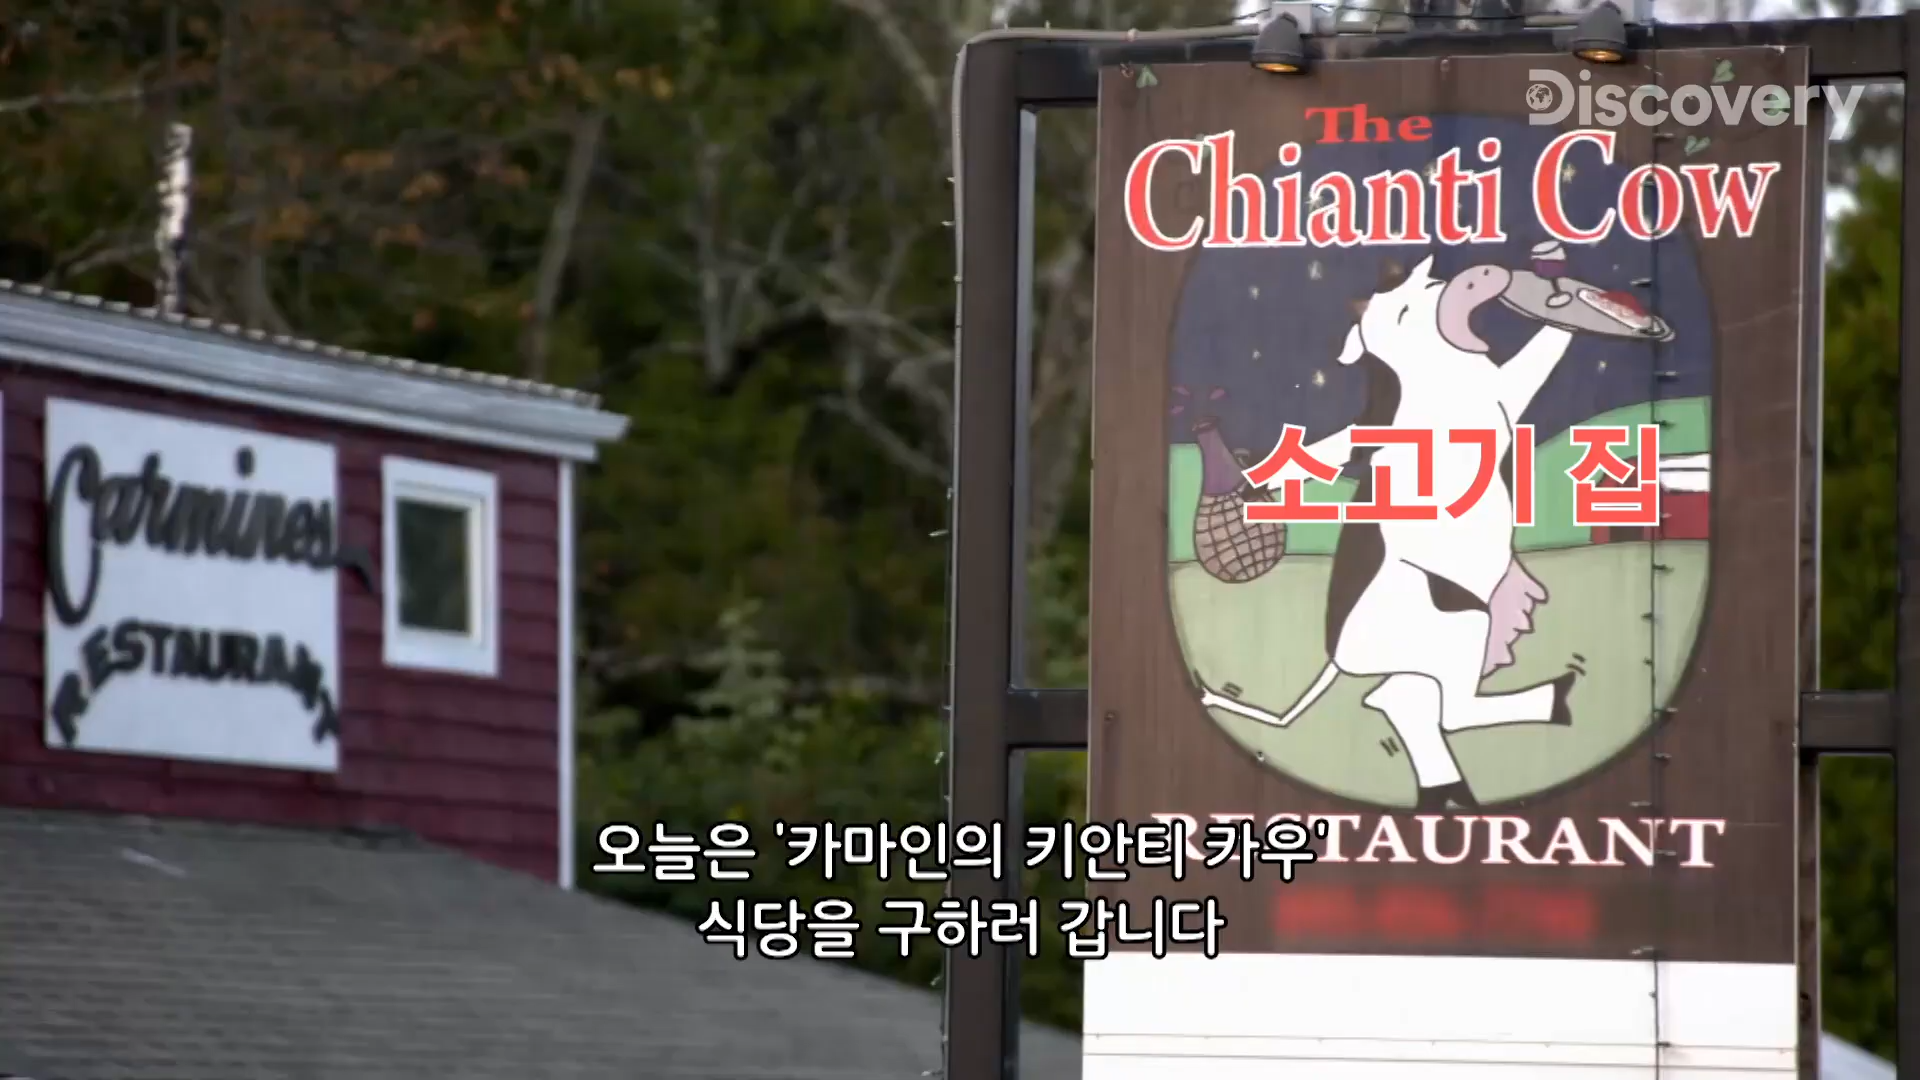 Discovery
The
Chianti Cow
소고기 집
Carmines
RESTAURANT
RESTAURANT
오늘은 '카마인의 키안티 카우'
식당을 구하러 갑니다